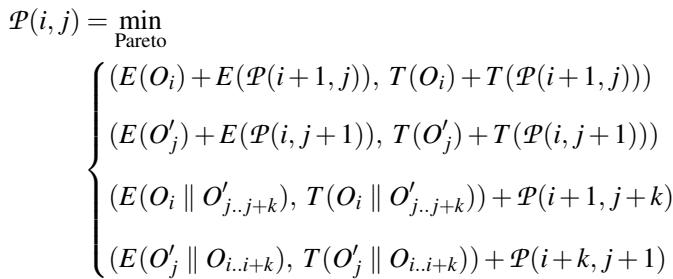 𝒫(i, j) = min
Pareto
(E(O_i) + E(𝒫(i+1, j)), T(O_i) + T(𝒫(i+1, j)))
(E(O′_j) + E(𝒫(i, j+1)), T(O′_j) + T(𝒫(i, j+1)))
(E(O_i ∥ O′_{j..j+k}), T(O_i ∥ O′_{j..j+k})) + 𝒫(i+1, j+k)
(E(O′_j ∥ O_{i..i+k}), T(O′_j ∥ O_{i..i+k})) + 𝒫(i+k, j+1)